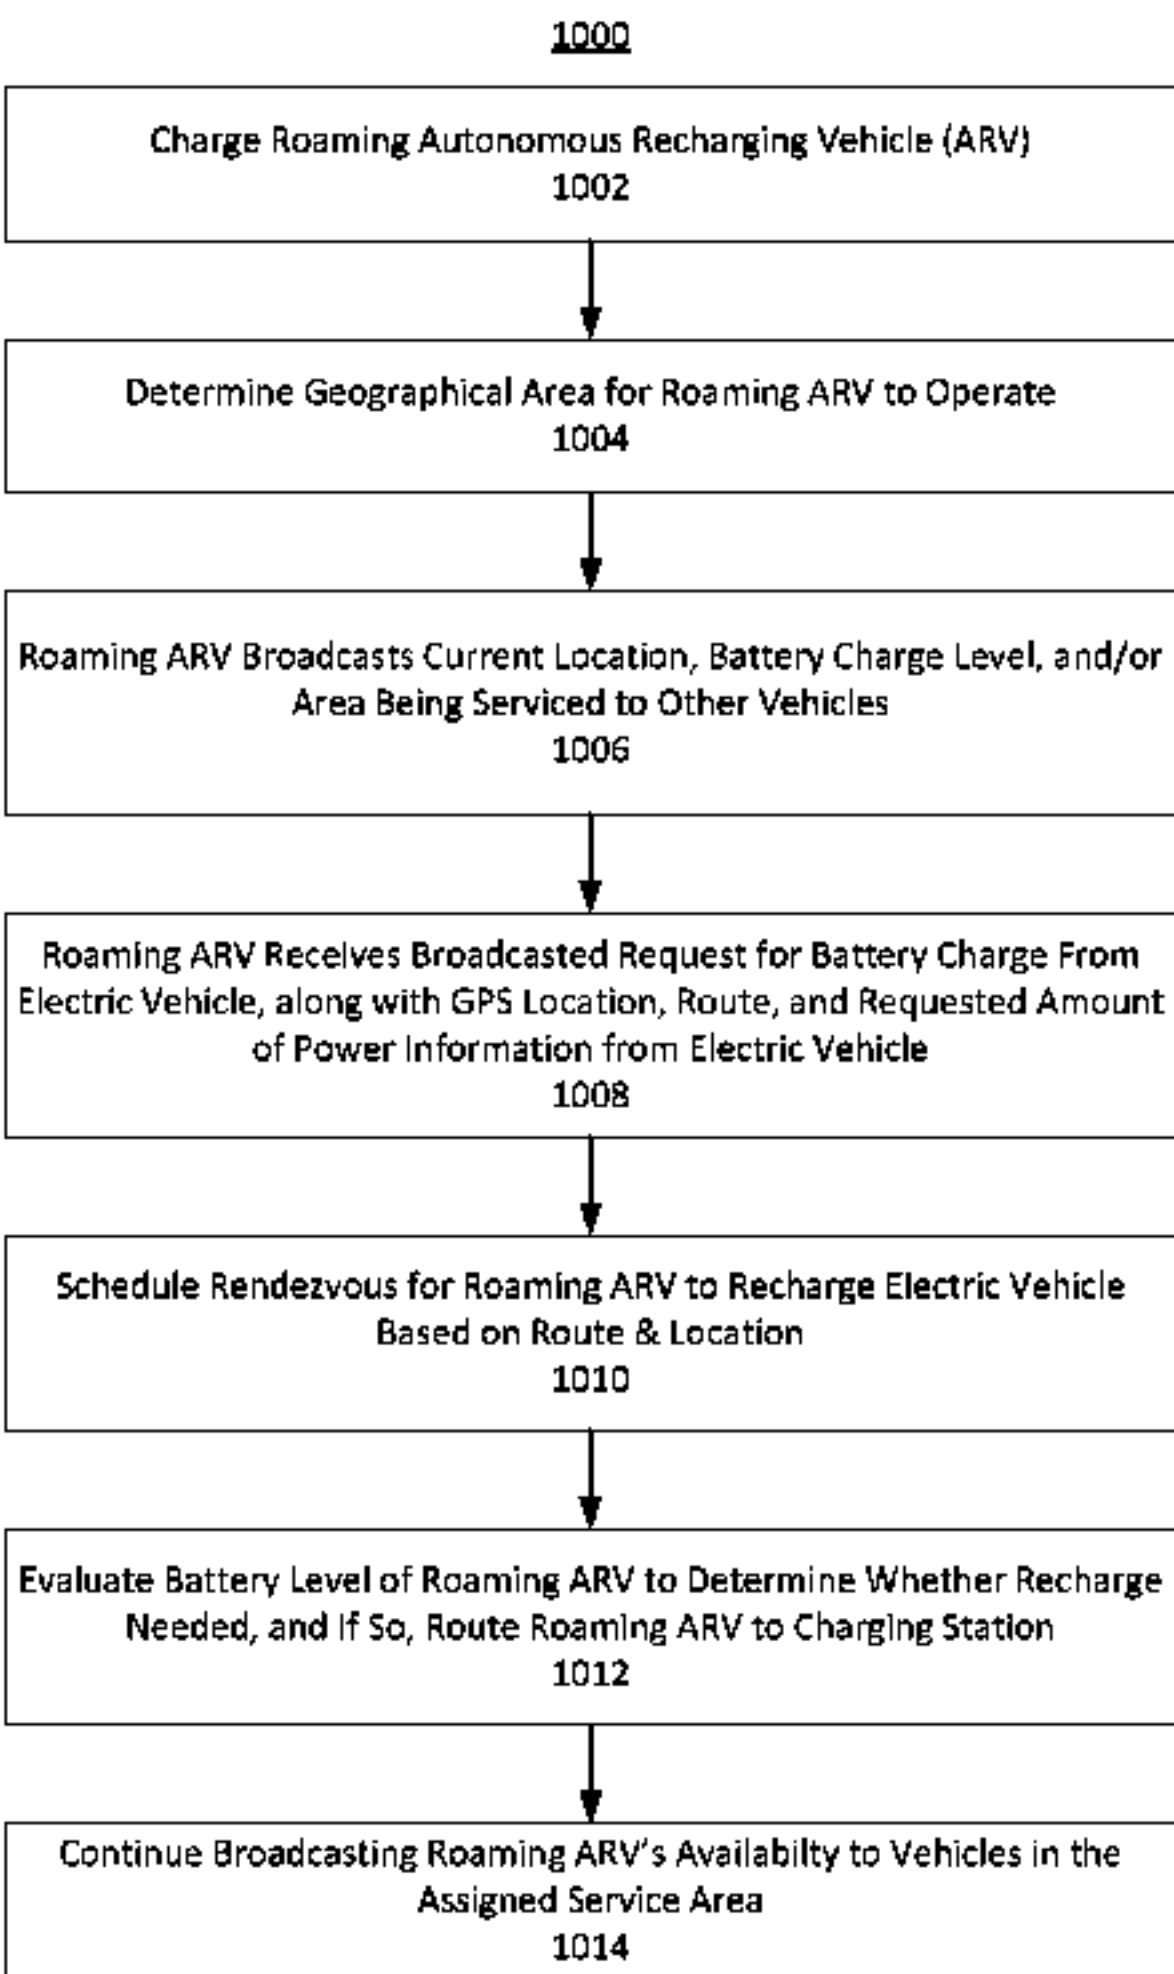 1000
Charge Roaming Autonomous Recharging Vehicle (ARV)
1002
Determine Geographical Area for Roaming ARV to Operate
1004
Roaming ARV Broadcasts Current Location, Battery Charge Level, and/or
Area Being Serviced to Other Vehicles
1006
Roaming ARV Receives Broadcasted Request for Battery Charge From
Electric Vehicle, along with GPS Location, Route, and Requested Amount
of Power Information from Electric Vehicle
1008
Schedule Rendezvous for Roaming ARV to Recharge Electric Vehicle
Based on Route & Location
1010
Evaluate Battery Level of Roaming ARV to Determine Whether Recharge
Needed, and If So, Route Roaming ARV to Charging Station
1012
Continue Broadcasting Roaming ARV's Availabilty to Vehicles in the
Assigned Service Area
1014